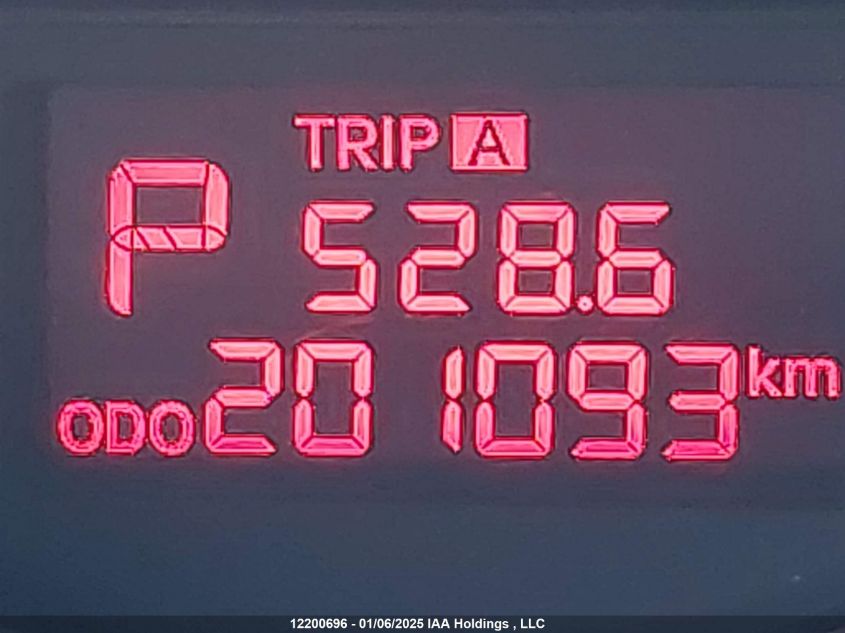 TRIP A
P 528.6
ODO 201093 km
12200696 - 01/06/2025 IAA Holdings , LLC